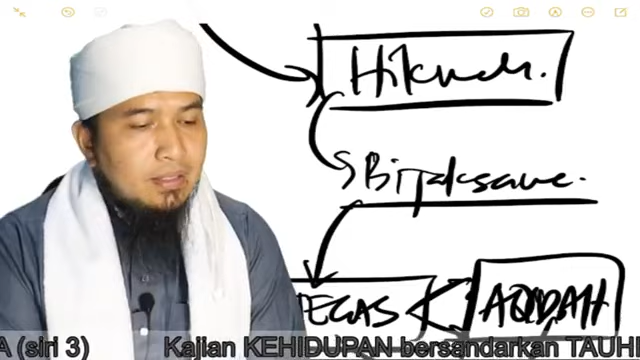 Hikmah.
Bijaksana.
TEGAS
AQIDAH
A (siri 3) Kajian KEHIDUPAN bersandarkan TAUH